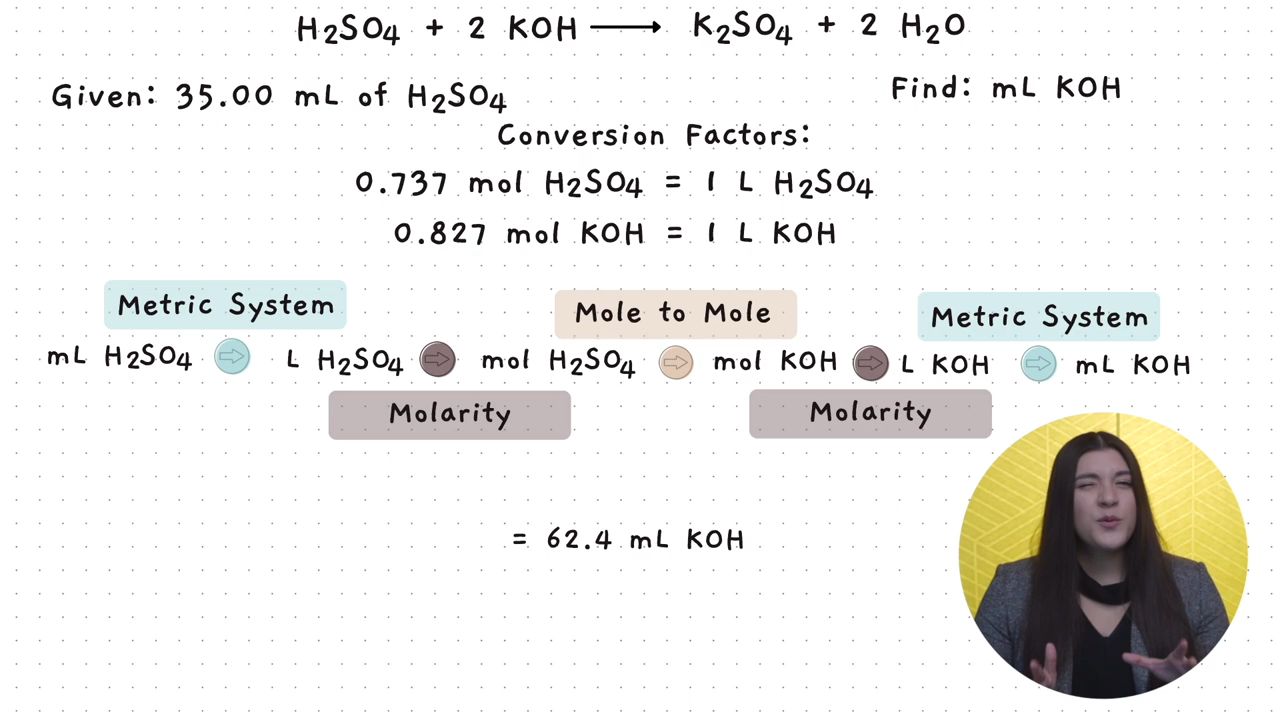 H₂SO₄ + 2 KOH ⟶ K₂SO₄ + 2 H₂O
Given: 35.00 mL of H₂SO₄
Find: mL KOH
Conversion Factors:
0.737 mol H₂SO₄ = 1 L H₂SO₄
0.827 mol KOH = 1 L KOH
Metric System
Mole to Mole
Metric System
mL H₂SO₄ ⇨ L H₂SO₄ ⇨ mol H₂SO₄ ⇨ mol KOH ⇨ L KOH ⇨ mL KOH
Molarity
Molarity
= 62.4 mL KOH